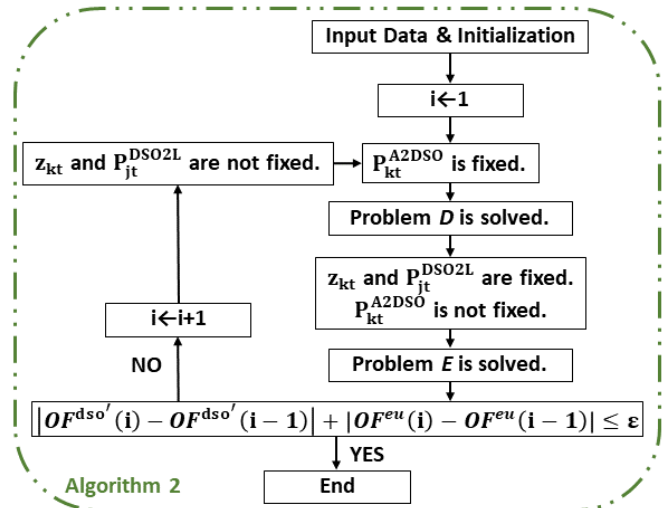 Input Data & Initialization
i←1
z_kt and P_jt^DSO2L are not fixed.
P_kt^A2DSO is fixed.
Problem D is solved.
z_kt and P_jt^DSO2L are fixed.
P_kt^A2DSO is not fixed.
i←i+1
Problem E is solved.
NO
|OF^dso′(i) − OF^dso′(i−1)| + |OF^eu(i) − OF^eu(i−1)| ≤ ε
YES
Algorithm 2
End